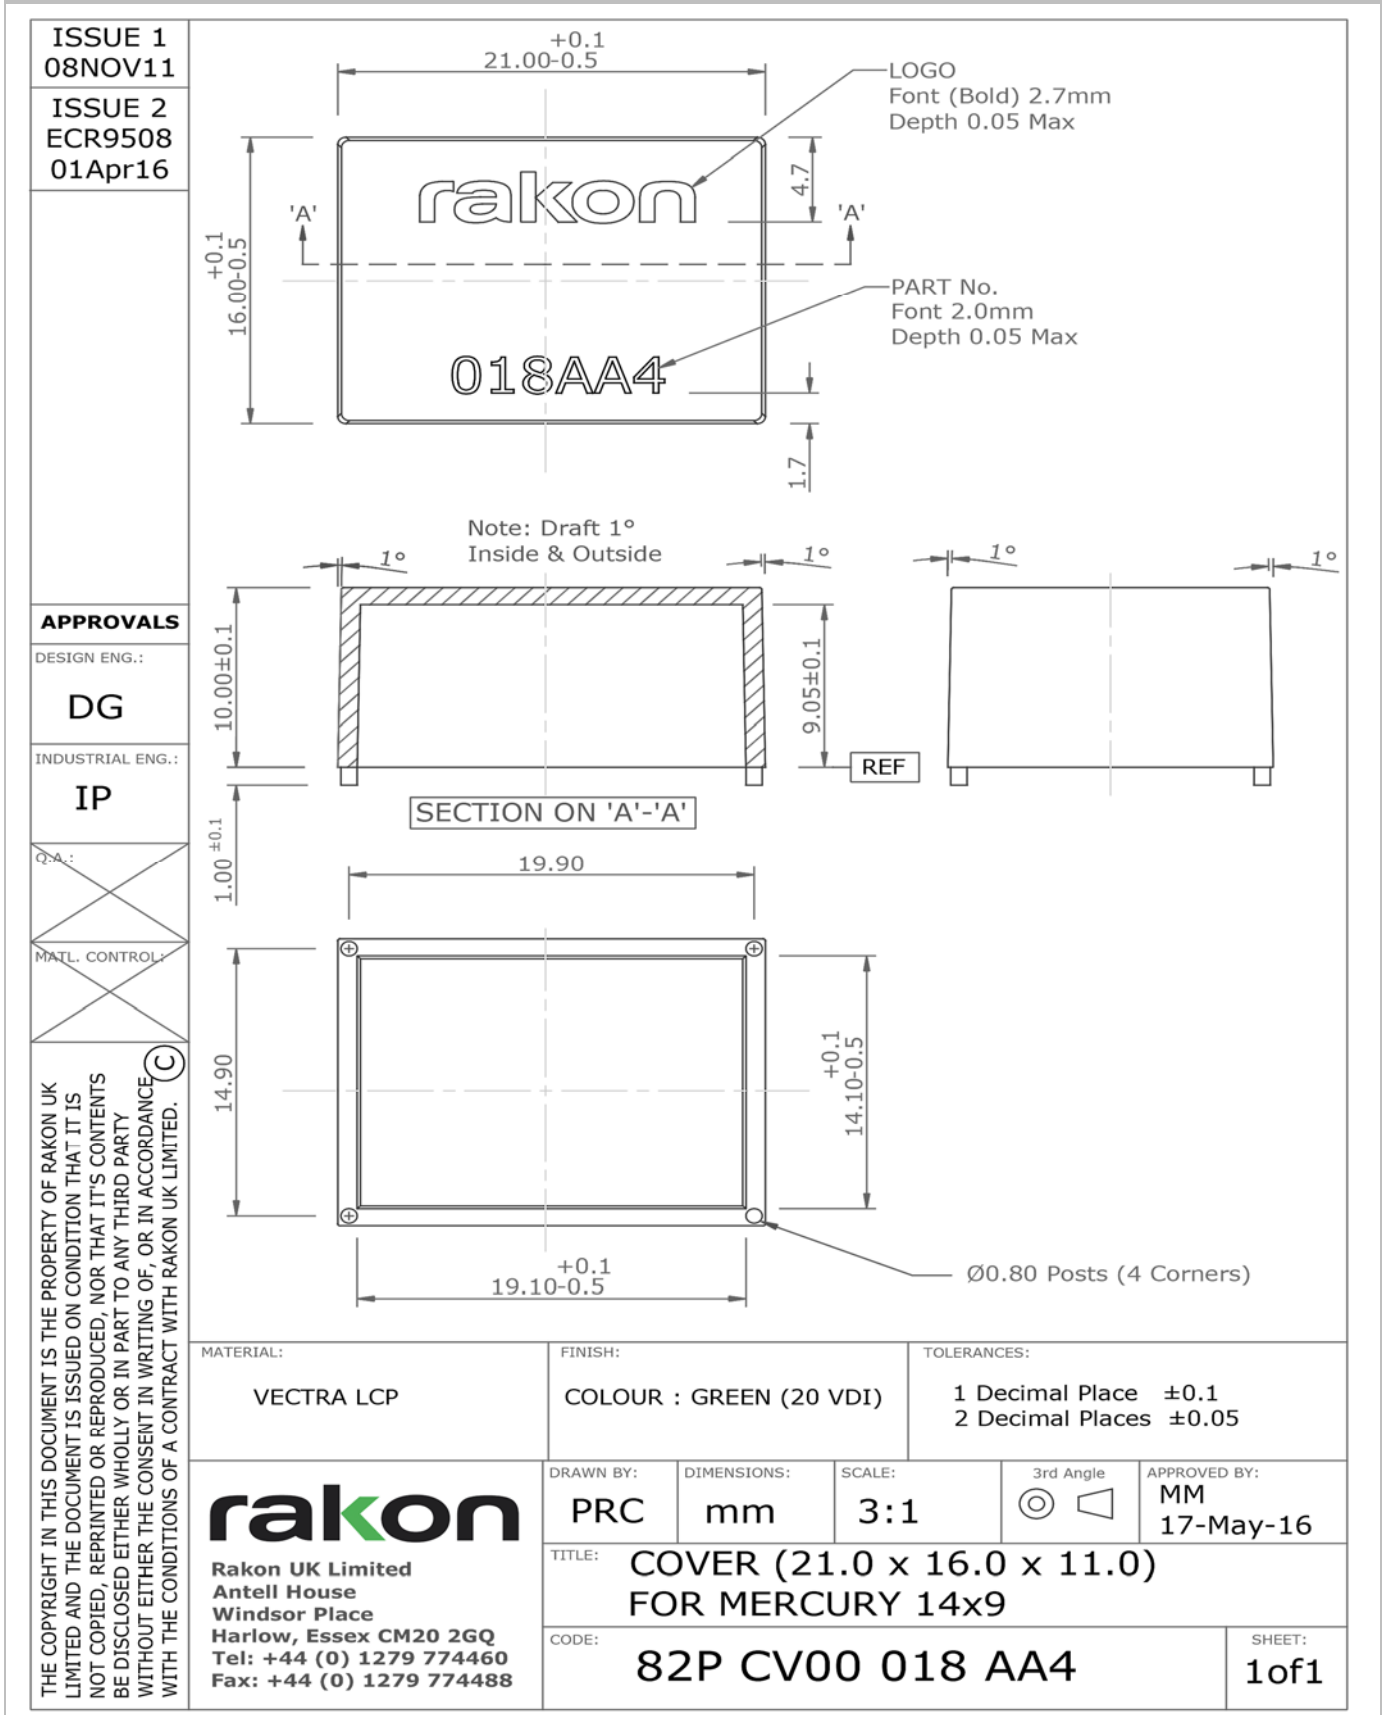 ISSUE 1
08NOV11
ISSUE 2
ECR9508
01Apr16
+0.1
21.00-0.5
LOGO
Font (Bold) 2.7mm
Depth 0.05 Max
rakon
4.7
'A'
'A'
+0.1
16.00-0.5
PART No.
Font 2.0mm
Depth 0.05 Max
018AA4
1.7
Note: Draft 1°
Inside & Outside
1°
1°
1°
1°
10.00±0.1
9.05±0.1
REF
SECTION ON 'A'-'A'
1.00 ±0.1
19.90
14.90
+0.1
14.10-0.5
+0.1
19.10-0.5
Ø0.80 Posts (4 Corners)
APPROVALS
DESIGN ENG.:
DG
INDUSTRIAL ENG.:
IP
Q.A.:
MATL. CONTROL:
©
THE COPYRIGHT IN THIS DOCUMENT IS THE PROPERTY OF RAKON UK
LIMITED AND THE DOCUMENT IS ISSUED ON CONDITION THAT IT IS
NOT COPIED, REPRINTED OR REPRODUCED, NOR THAT IT'S CONTENTS
BE DISCLOSED EITHER WHOLLY OR IN PART TO ANY THIRD PARTY
WITHOUT EITHER THE CONSENT IN WRITING OF, OR IN ACCORDANCE
WITH THE CONDITIONS OF A CONTRACT WITH RAKON UK LIMITED.
MATERIAL:
VECTRA LCP
FINISH:
COLOUR : GREEN (20 VDI)
TOLERANCES:
1 Decimal Place ±0.1
2 Decimal Places ±0.05
rakon
Rakon UK Limited
Antell House
Windsor Place
Harlow, Essex CM20 2GQ
Tel: +44 (0) 1279 774460
Fax: +44 (0) 1279 774488
DRAWN BY:
PRC
DIMENSIONS:
mm
SCALE:
3:1
3rd Angle
APPROVED BY:
MM
17-May-16
TITLE:
COVER (21.0 x 16.0 x 11.0)
FOR MERCURY 14x9
CODE:
82P CV00 018 AA4
SHEET:
1of1